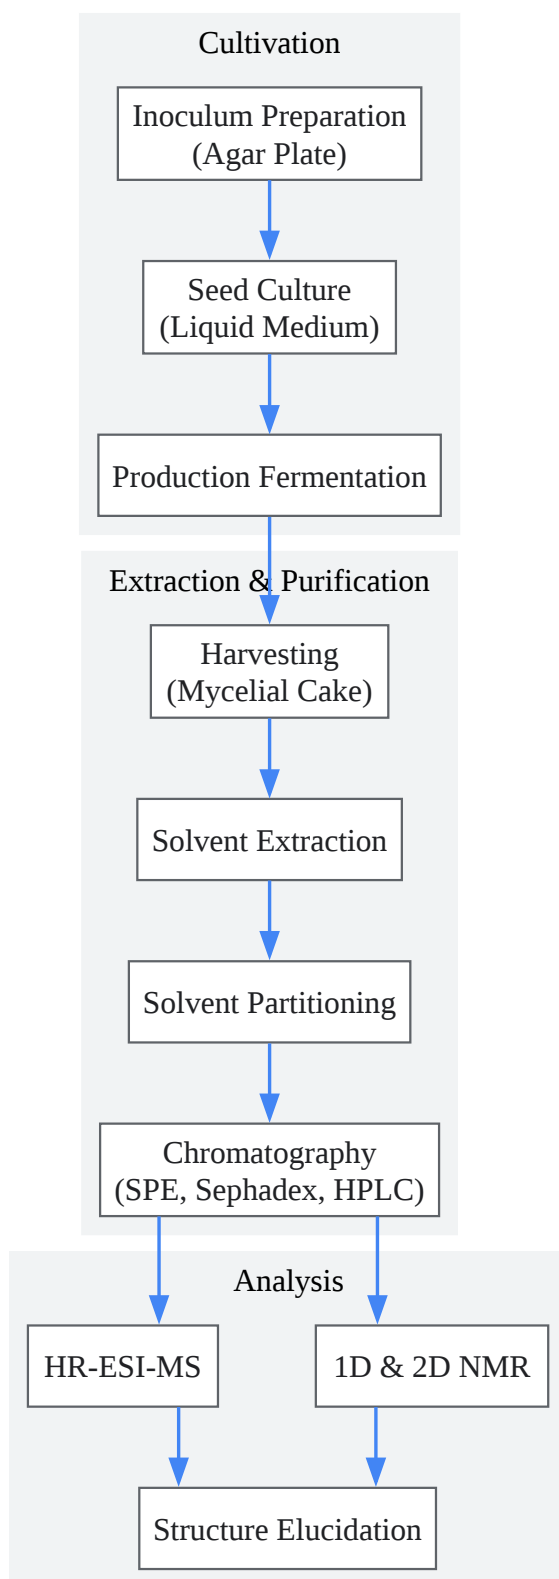 Cultivation
Inoculum Preparation
(Agar Plate)
Seed Culture
(Liquid Medium)
Production Fermentation
Extraction & Purification
Harvesting
(Mycelial Cake)
Solvent Extraction
Solvent Partitioning
Chromatography
(SPE, Sephadex, HPLC)
Analysis
HR-ESI-MS
1D & 2D NMR
Structure Elucidation